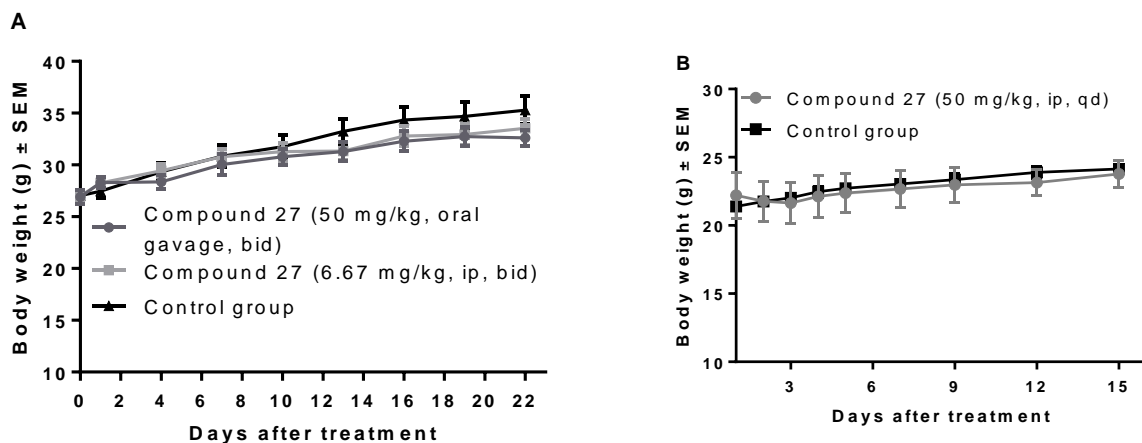 A
Body weight (g) ± SEM
40
35
30
25
20
15
10
Compound 27 (50 mg/kg, oral
gavage, bid)
Compound 27 (6.67 mg/kg, ip, bid)
Control group
0 2 4 6 8 10 12 14 16 18 20 22
Days after treatment
B
Body weight (g) ± SEM
30
25
20
15
10
Compound 27 (50 mg/kg, ip, qd)
Control group
3 6 9 12 15
Days after treatment